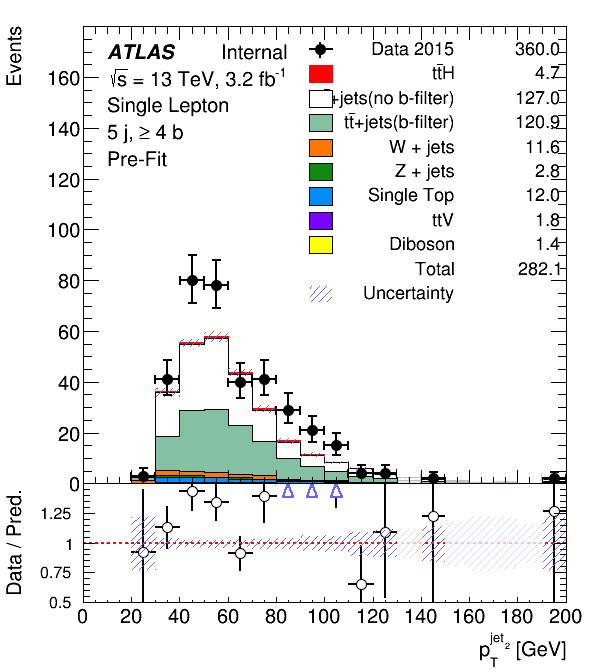 Events
ATLAS Internal
√s = 13 TeV, 3.2 fb⁻¹
Single Lepton
5 j, ≥ 4 b
Pre-Fit
Data 2015 360.0
tt̄H 4.7
+jets(no b-filter) 127.0
tt̄+jets(b-filter) 120.9
W + jets 11.6
Z + jets 2.8
Single Top 12.0
ttV 1.8
Diboson 1.4
Total 282.1
Uncertainty
160
140
120
100
80
60
40
20
0
Data / Pred.
1.25
1
0.75
0.5
0 20 40 60 80 100 120 140 160 180 200
p_T^jet_2 [GeV]